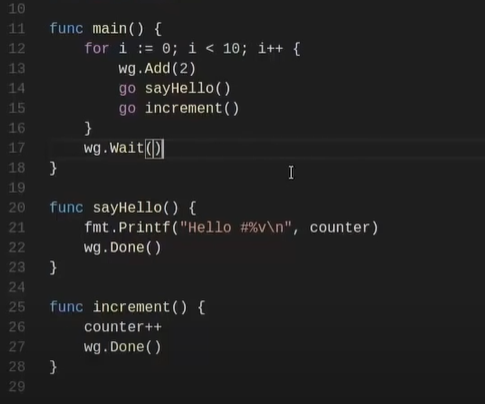 10
11 func main() {
12     for i := 0; i < 10; i++ {
13         wg.Add(2)
14         go sayHello()
15         go increment()
16     }
17     wg.Wait()
18 }
19
20 func sayHello() {
21     fmt.Printf("Hello #%v\n", counter)
22     wg.Done()
23 }
24
25 func increment() {
26     counter++
27     wg.Done()
28 }
29